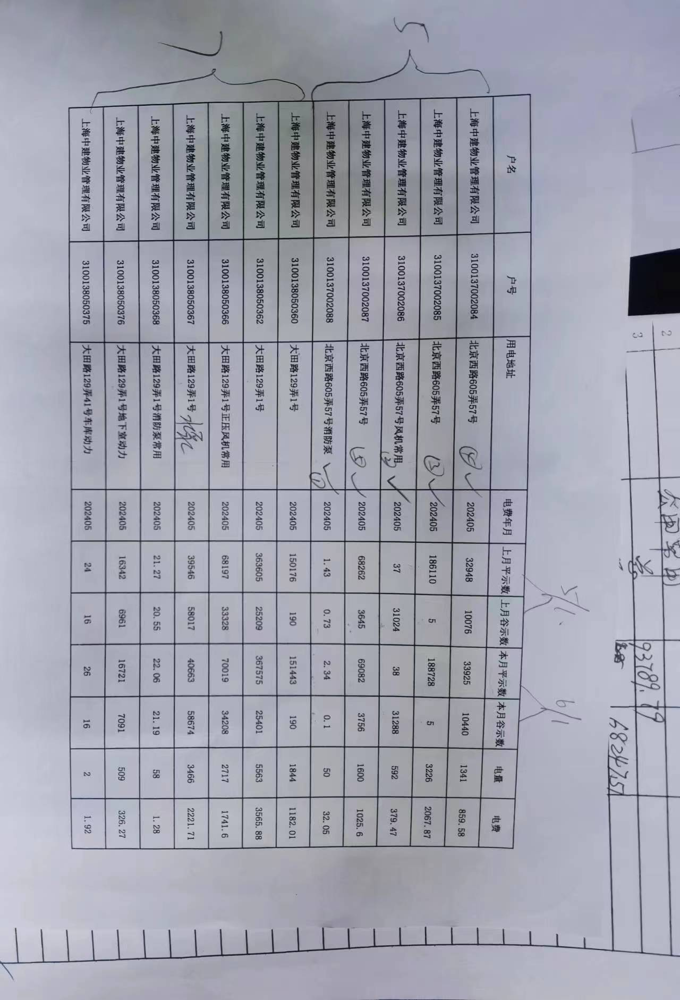 5
7
户名 户号 用电地址 电费年月 上月平示数 上月谷示数 本月平示数 本月谷示数 电量 电费
上海中建物业管理有限公司 3100137002084 北京西路605弄57号 ④ ✓ 202405 32948 10076 33925 10440 1341 859.58
上海中建物业管理有限公司 3100137002085 北京西路605弄57号 ③ ✓ 202405 186110 5 188728 5 3226 2067.87
上海中建物业管理有限公司 3100137002086 北京西路605弄57号风机常用 ② ✓ 202405 37 31024 38 31288 592 379.47
上海中建物业管理有限公司 3100137002087 北京西路605弄57号 ⑤ ✓ 202405 68262 3645 69082 3756 1600 1025.6
上海中建物业管理有限公司 3100137002088 北京西路605弄57号消防泵 ① ✓ 202405 1.43 0.73 2.34 0.1 50 32.05
上海中建物业管理有限公司 3100138050360 大田路129弄1号 202405 150176 190 151443 190 1844 1182.01
上海中建物业管理有限公司 3100138050362 大田路129弄1号 202405 363605 25209 367575 25401 5563 3565.88
上海中建物业管理有限公司 3100138050366 大田路129弄1号正压风机常用 202405 68197 33328 70019 34208 2717 1741.6
上海中建物业管理有限公司 3100138050367 大田路129弄1号 水泵 202405 39546 58017 40663 58674 3466 2221.71
上海中建物业管理有限公司 3100138050368 大田路129弄1号消防泵常用 202405 21.27 20.55 22.06 21.19 58 1.28
上海中建物业管理有限公司 3100138050376 大田路129弄1号地下室动力 202405 16342 6961 16721 7091 509 326.27
上海中建物业管理有限公司 3100138050375 大田路129弄41号车库动力 202405 24 16 26 16 2 1.92
5/1
6/1
2
3
93789.79